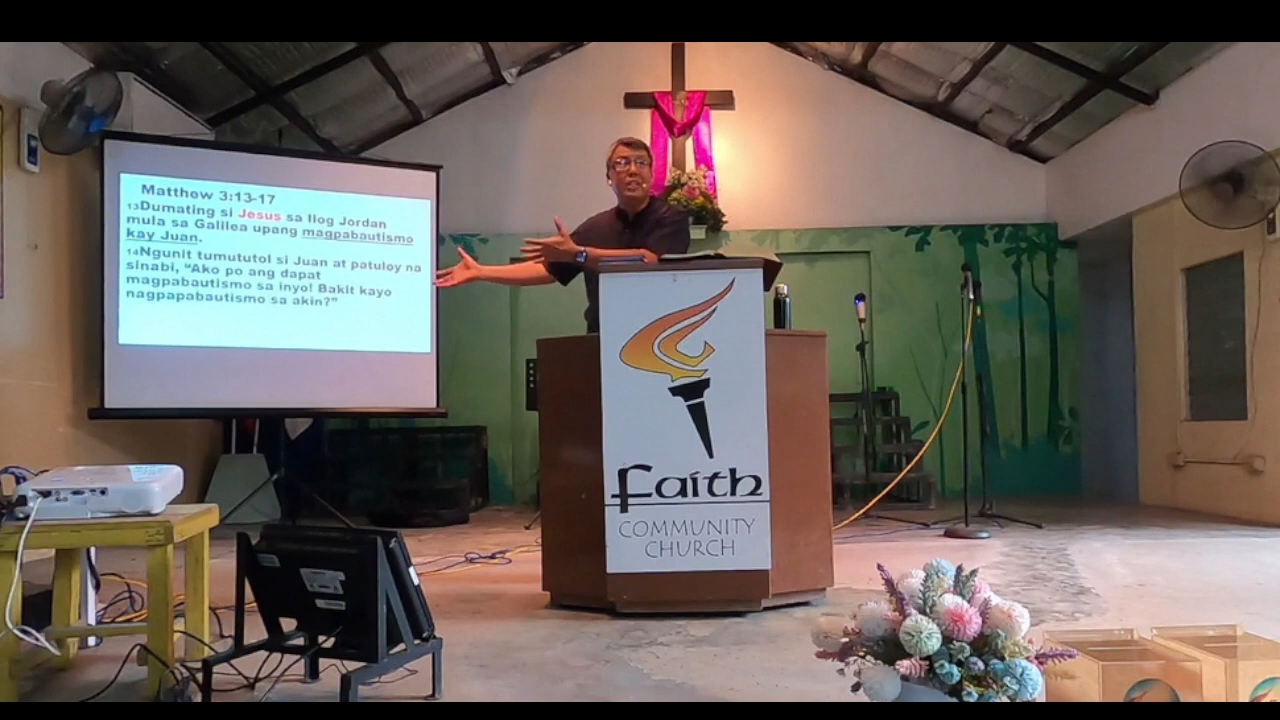 Matthew 3:13-17
13Dumating si Jesus sa Ilog Jordan
mula sa Galilea upang magpabautismo
kay Juan.
14Ngunit tumututol si Juan at patuloy na
sinabi, “Ako po ang dapat
magpabautismo sa inyo! Bakit kayo
nagpapabautismo sa akin?”
Faith
COMMUNITY
CHURCH